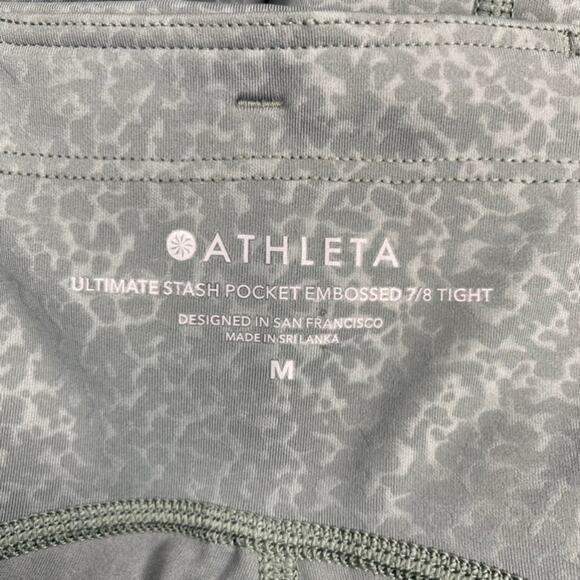 ATHLETA
ULTIMATE STASH POCKET EMBOSSED 7/8 TIGHT
DESIGNED IN SAN FRANCISCO
MADE IN SRI LANKA
M